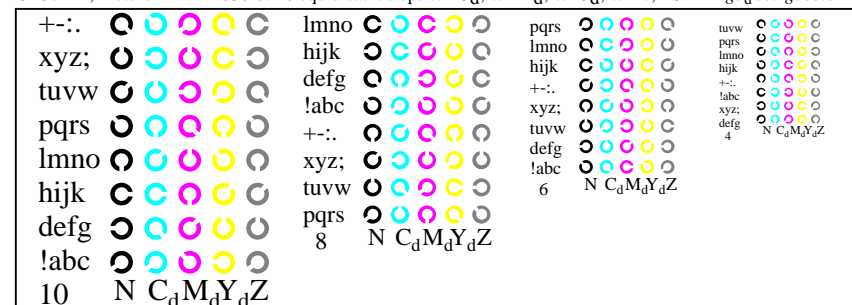 +-:.
xyz;
tuvw
pqrs
lmno
hijk
defg
!abc
10 N CdMdYdZ
lmno
hijk
defg
!abc
+-:.
xyz;
tuvw
pqrs
8 N CdMdYdZ
pqrs
lmno
hijk
+-:.
xyz;
tuvw
defg
!abc
6 N CdMdYdZ
tuvw
pqrs
lmno
hijk
+-:.
!abc
xyz;
defg
4 N CdMdYdZ